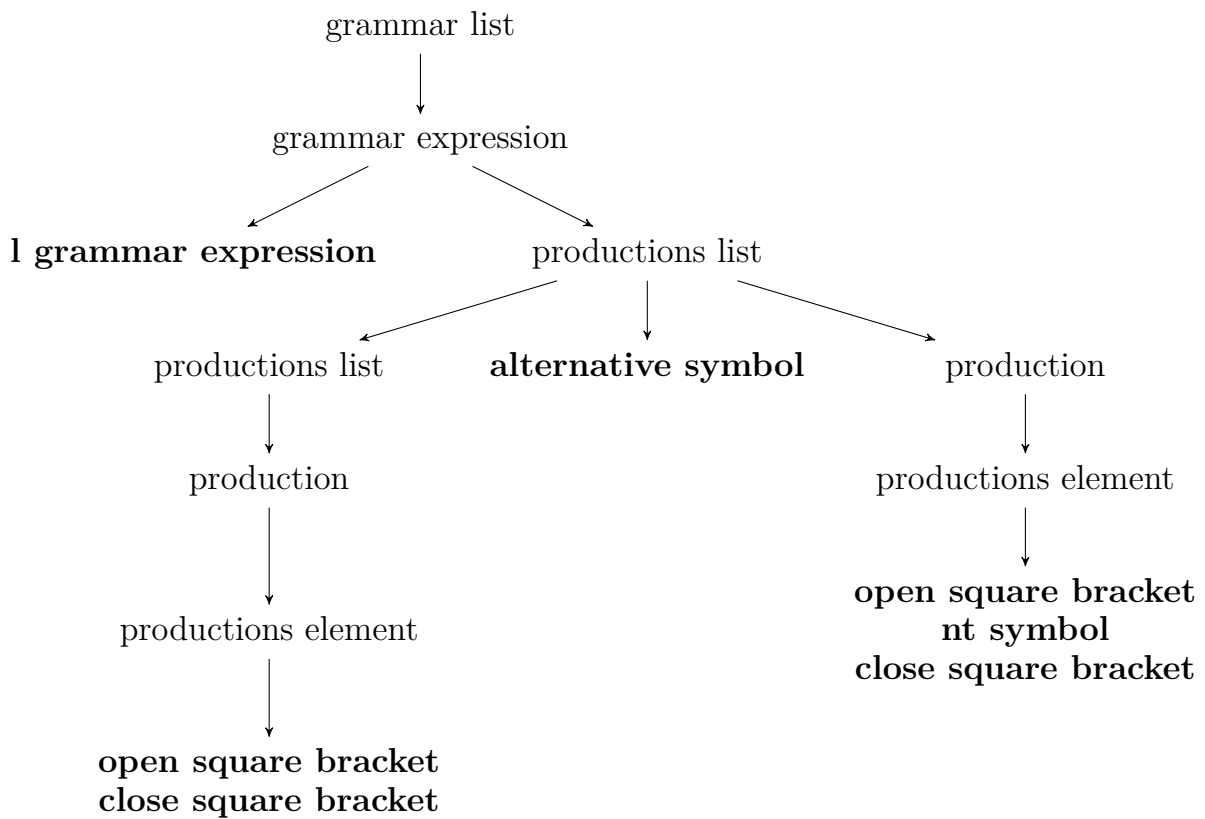 grammar list
grammar expression
l grammar expression
productions list
productions list
alternative symbol
production
production
productions element
open square bracket
nt symbol
close square bracket
productions element
open square bracket
close square bracket